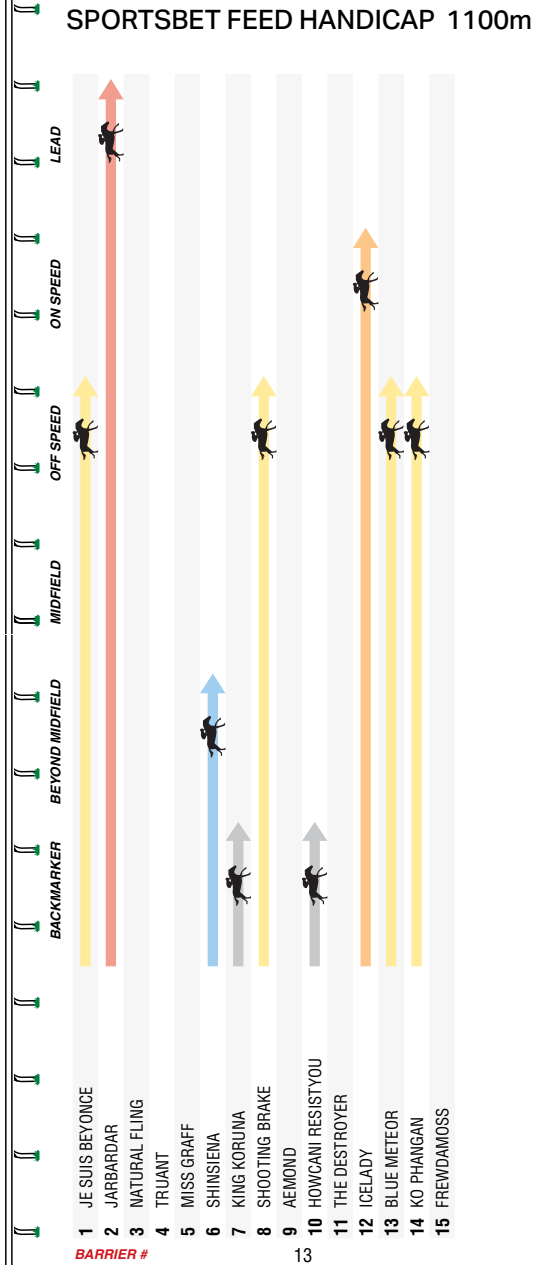 SPORTSBET FEED HANDICAP 1100m
LEAD
ON SPEED
OFF SPEED
MIDFIELD
BEYOND MIDFIELD
BACKMARKER
1 JE SUIS BEYONCE
2 JARBARDAR
3 NATURAL FLING
4 TRUANT
5 MISS GRAFF
6 SHINSIENA
7 KING KORUNA
8 SHOOTING BRAKE
9 AEMOND
10 HOWCANI RESISTYOU
11 THE DESTROYER
12 ICELADY
13 BLUE METEOR
14 KO PHANGAN
15 FREWDAMOSS
BARRIER #
13